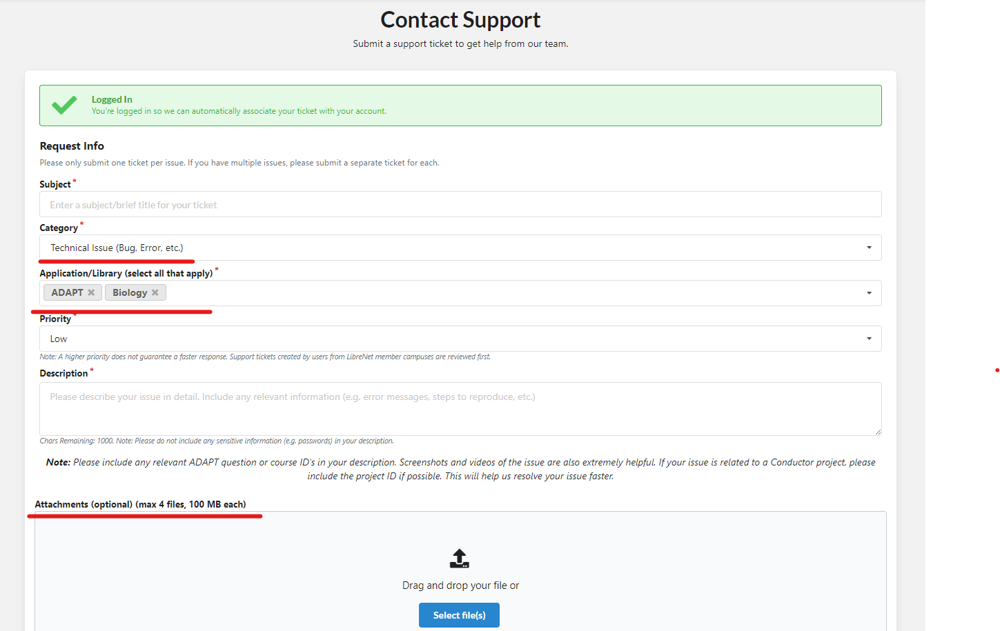 Contact Support
Submit a support ticket to get help from our team.
Logged In
You're logged in so we can automatically associate your ticket with your account.
Request Info
Please only submit one ticket per issue. If you have multiple issues, please submit a separate ticket for each.
Subject *
Enter a subject/brief title for your ticket
Category *
Technical Issue (Bug, Error, etc.)
Application/Library (select all that apply) *
ADAPT ✖ Biology ✖
Priority *
Low
Note: A higher priority does not guarantee a faster response. Support tickets created by users from LibreNet member campuses are reviewed first.
Description *
Please describe your issue in detail. Include any relevant information (e.g. error messages, steps to reproduce, etc.)
Chars Remaining: 1000. Note: Please do not include any sensitive information (e.g. passwords) in your description.
Note: Please include any relevant ADAPT question or course ID's in your description. Screenshots and videos of the issue are also extremely helpful. If your issue is related to a Conductor project, please
include the project ID if possible. This will help us resolve your issue faster.
Attachments (optional) (max 4 files, 100 MB each)
Drag and drop your file or
Select file(s)